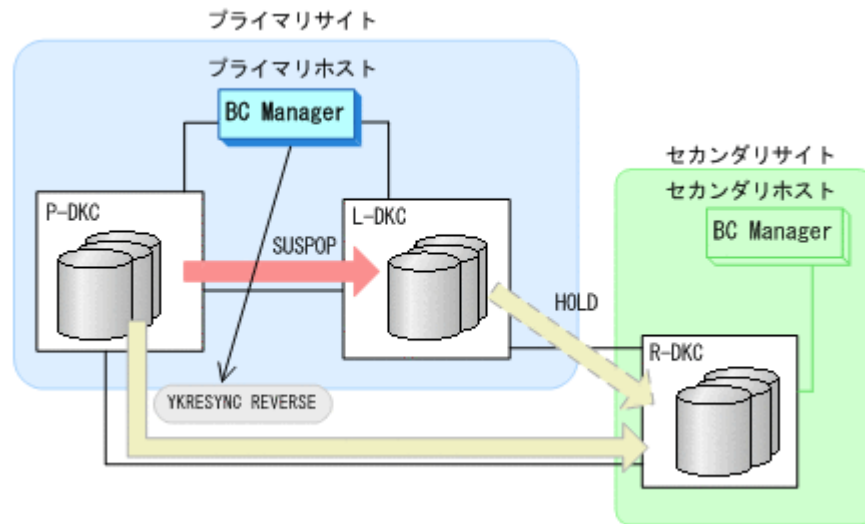 プライマリサイト
プライマリホスト
BC Manager
セカンダリサイト
セカンダリホスト
BC Manager
P-DKC
L-DKC
SUSPOP
HOLD
R-DKC
YKRESYNC REVERSE